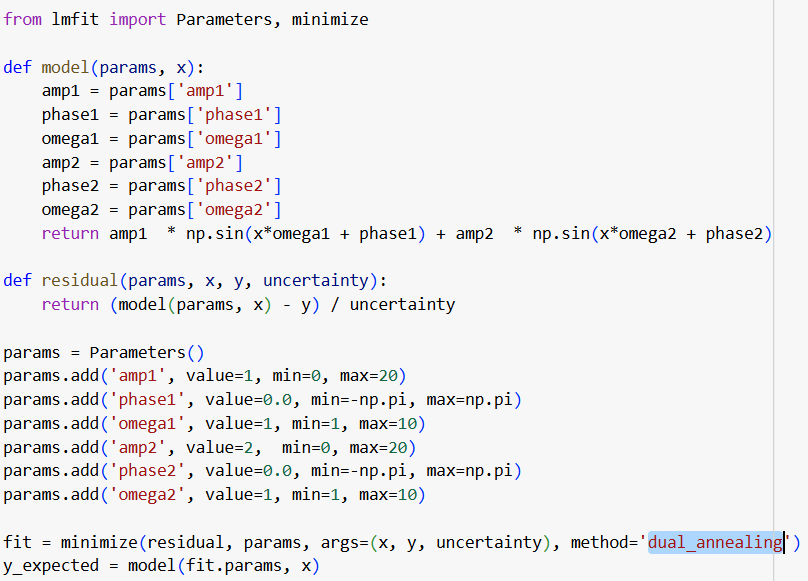 from lmfit import Parameters, minimize
def model(params, x):
    amp1 = params['amp1']
    phase1 = params['phase1']
    omega1 = params['omega1']
    amp2 = params['amp2']
    phase2 = params['phase2']
    omega2 = params['omega2']
    return amp1  * np.sin(x*omega1 + phase1) + amp2  * np.sin(x*omega2 + phase2)
def residual(params, x, y, uncertainty):
    return (model(params, x) - y) / uncertainty
params = Parameters()
params.add('amp1', value=1, min=0, max=20)
params.add('phase1', value=0.0, min=-np.pi, max=np.pi)
params.add('omega1', value=1, min=1, max=10)
params.add('amp2', value=2,  min=0, max=20)
params.add('phase2', value=0.0, min=-np.pi, max=np.pi)
params.add('omega2', value=1, min=1, max=10)
fit = minimize(residual, params, args=(x, y, uncertainty), method='dual_annealing')
y_expected = model(fit.params, x)